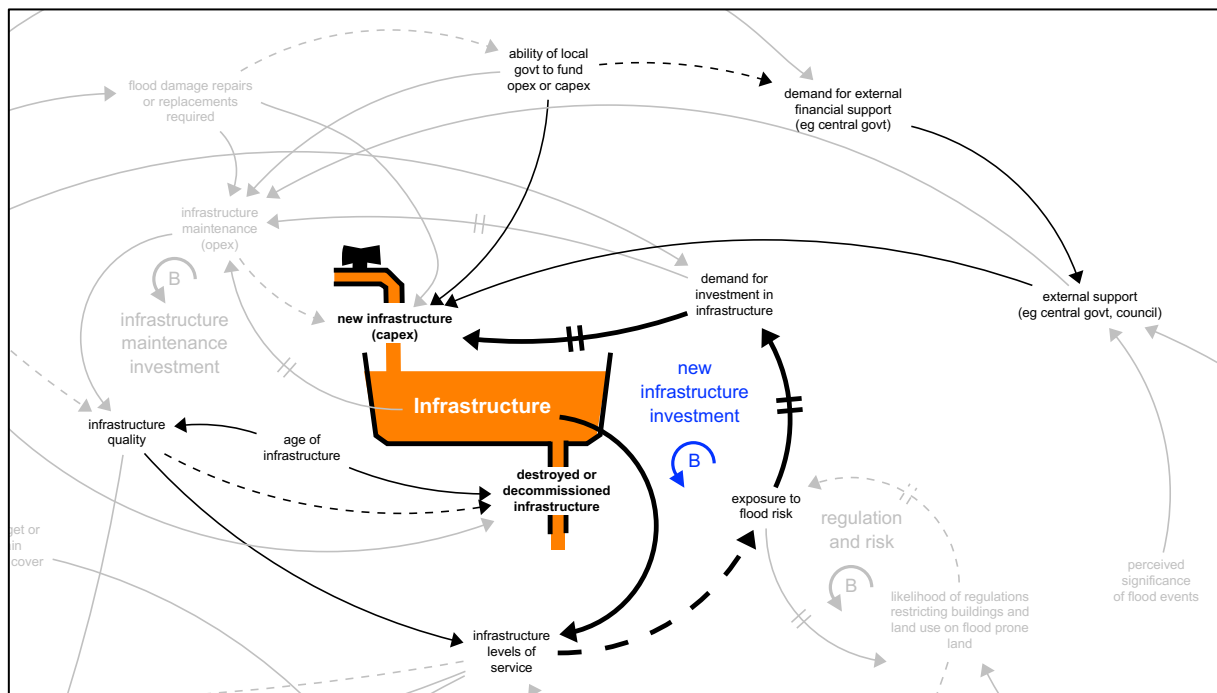 ability of local
govt to fund
opex or capex
flood damage repairs
or replacements
required
demand for external
financial support
(eg central govt)
infrastructure
maintenance
(opex)
B
infrastructure
maintenance
investment
new infrastructure
(capex)
demand for
investment in
infrastructure
external support
(eg central govt, council)
new
infrastructure
investment
B
Infrastructure
infrastructure
quality
age of
infrastructure
destroyed or
decommissioned
infrastructure
exposure to
flood risk
regulation
and risk
B
get or
in
cover
perceived
significance
of flood events
likelihood of regulations
restricting buildings and
land use on flood prone
land
infrastructure
levels of
service